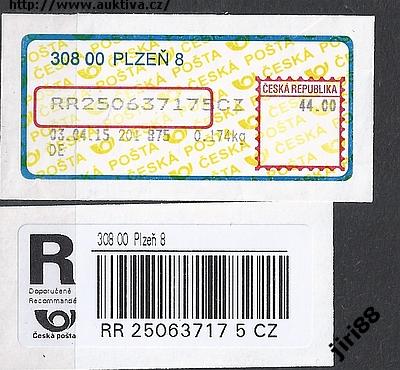 http://www.auktiva.cz/
308 00 PLZEŇ 8
ČESKÁ REPUBLIKA
44.00
RR250637175CZ
03.04.15 201 875 0.174kg
DE
ČESKÁ POŠTA
R
308 00 Plzeň 8
Doporučeně
Recommandé
Česká pošta
RR 25063717 5 CZ
jiri88